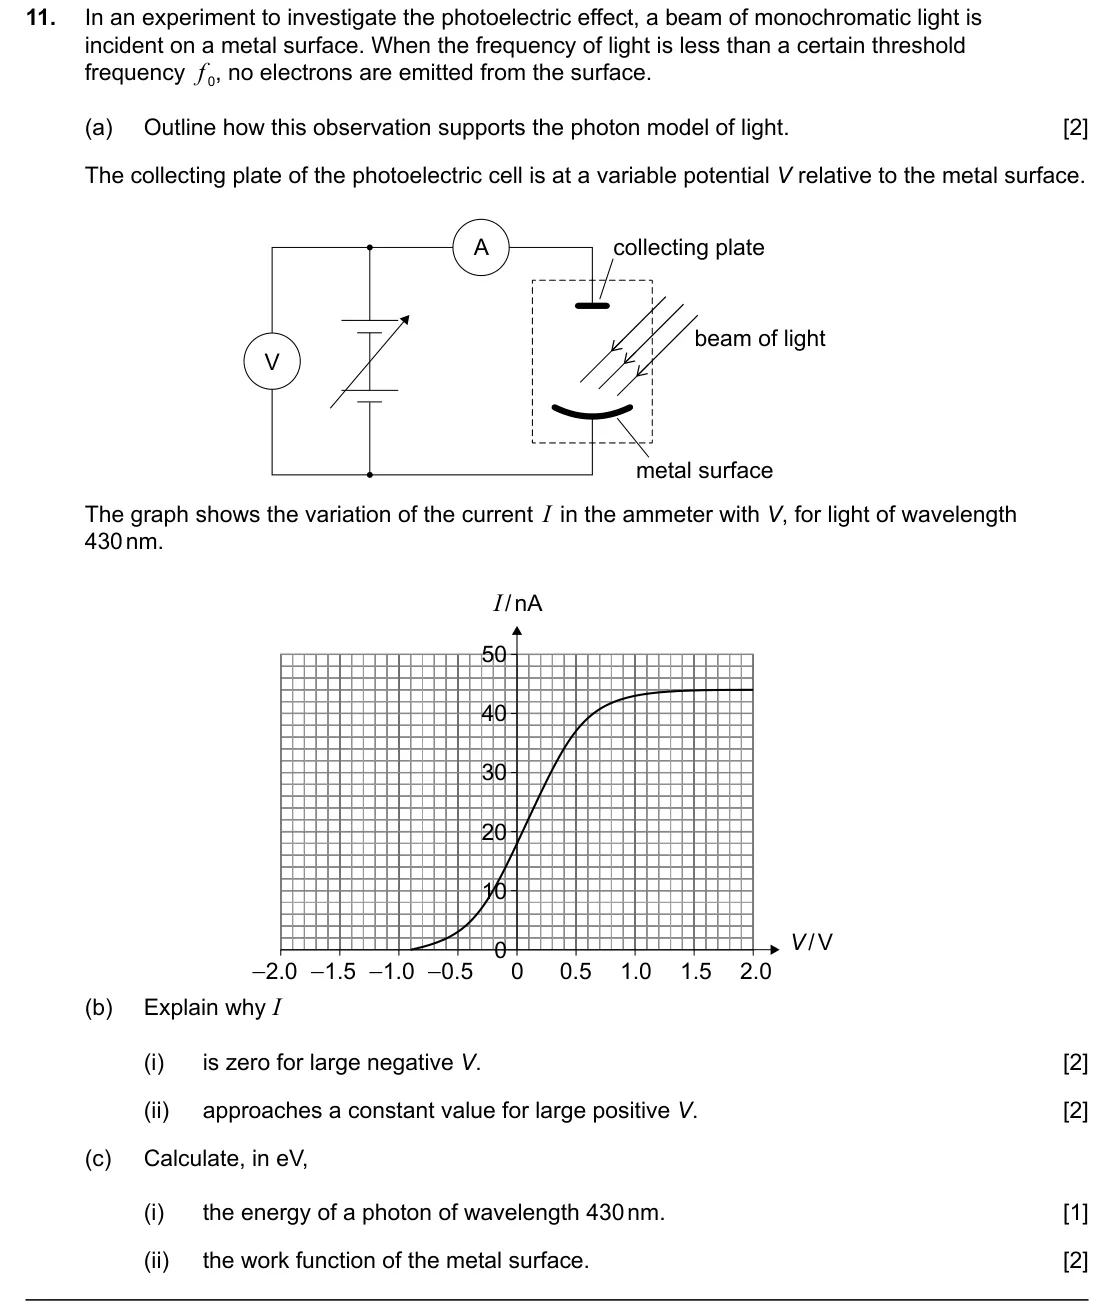 11. In an experiment to investigate the photoelectric effect, a beam of monochromatic light is
incident on a metal surface. When the frequency of light is less than a certain threshold
frequency f₀, no electrons are emitted from the surface.
(a) Outline how this observation supports the photon model of light. [2]
The collecting plate of the photoelectric cell is at a variable potential V relative to the metal surface.
A
collecting plate
V
beam of light
metal surface
The graph shows the variation of the current I in the ammeter with V, for light of wavelength
430 nm.
I/nA
50
40
30
20
10
0
V/V
–2.0 –1.5 –1.0 –0.5 0 0.5 1.0 1.5 2.0
(b) Explain why I
(i) is zero for large negative V. [2]
(ii) approaches a constant value for large positive V. [2]
(c) Calculate, in eV,
(i) the energy of a photon of wavelength 430 nm. [1]
(ii) the work function of the metal surface. [2]